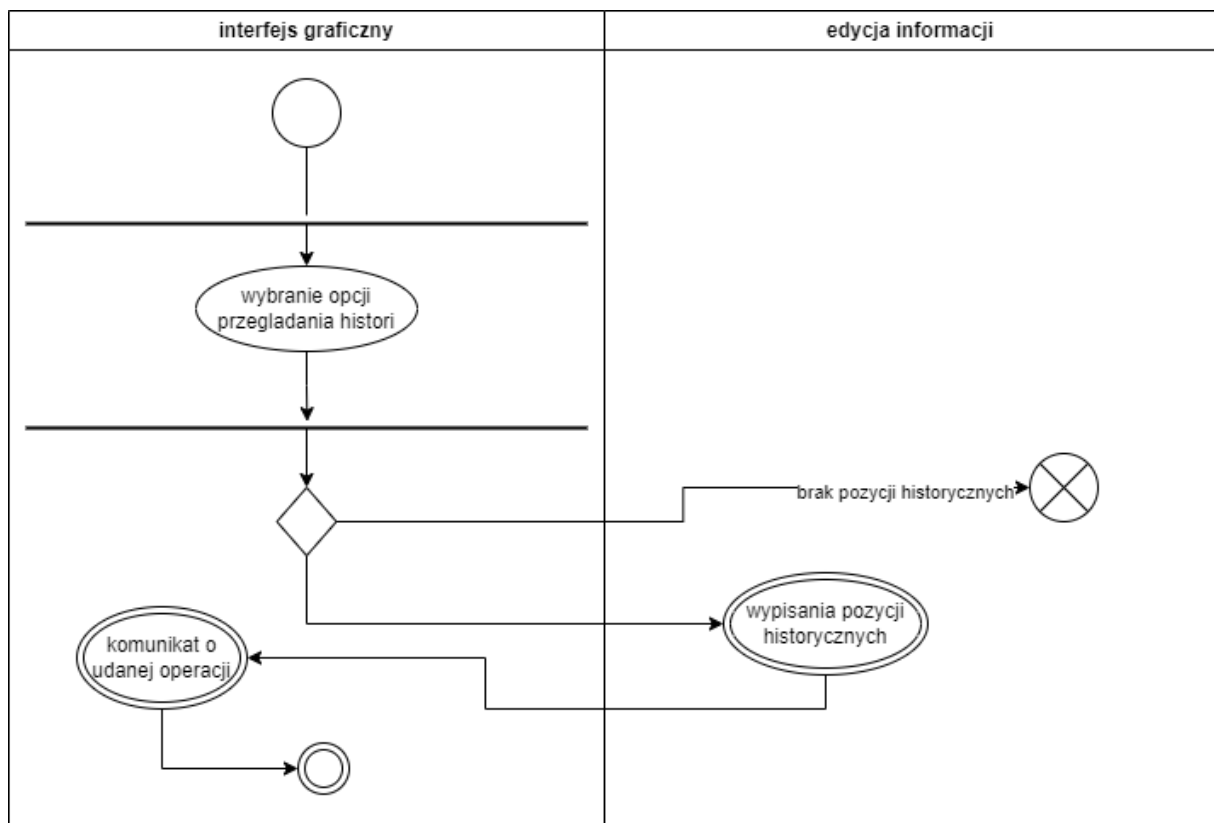 interfejs graficzny
edycja informacji
wybranie opcji
przegladania histori
brak pozycji historycznych
wypisania pozycji
historycznych
komunikat o
udanej operacji